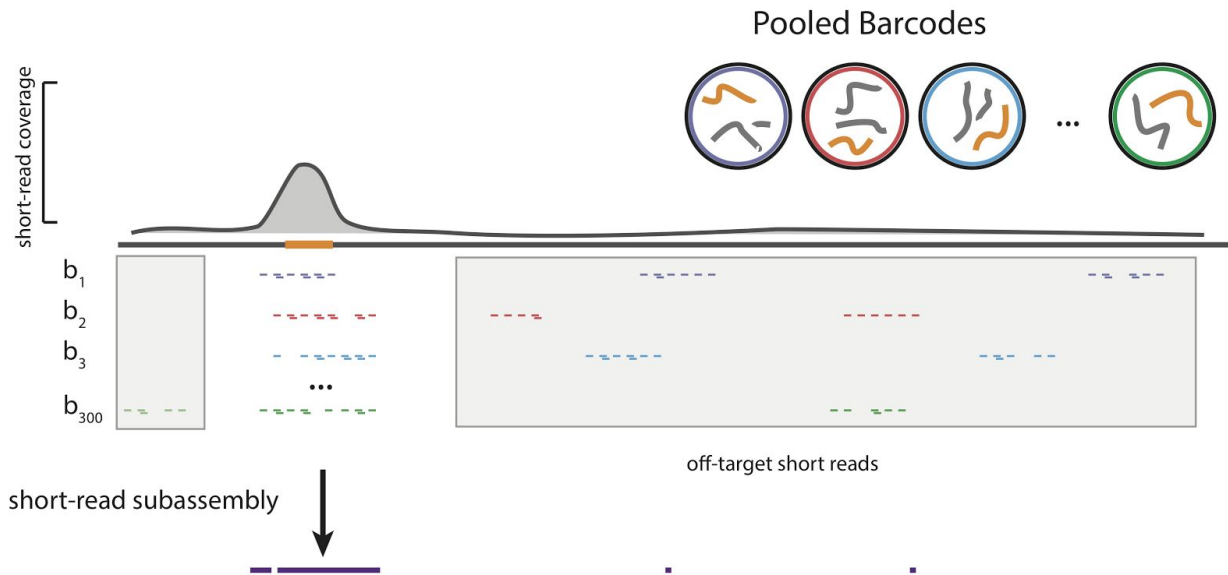 Pooled Barcodes
short-read coverage
...
b1
b2
b3
...
b300
off-target short reads
short-read subassembly